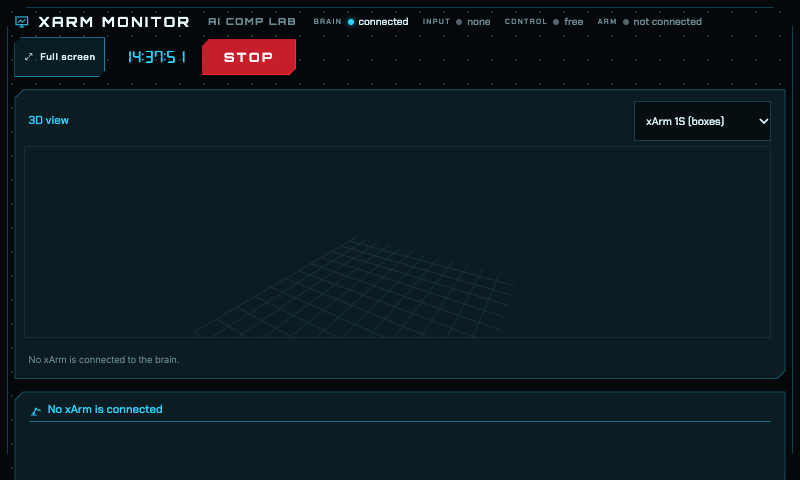 XARM MONITOR AI COMP LAB BRAIN connected INPUT none CONTROL free ARM not connected
Full screen 14:37:51 STOP
3D view xArm 1S (boxes)
No xArm is connected to the brain.
No xArm is connected